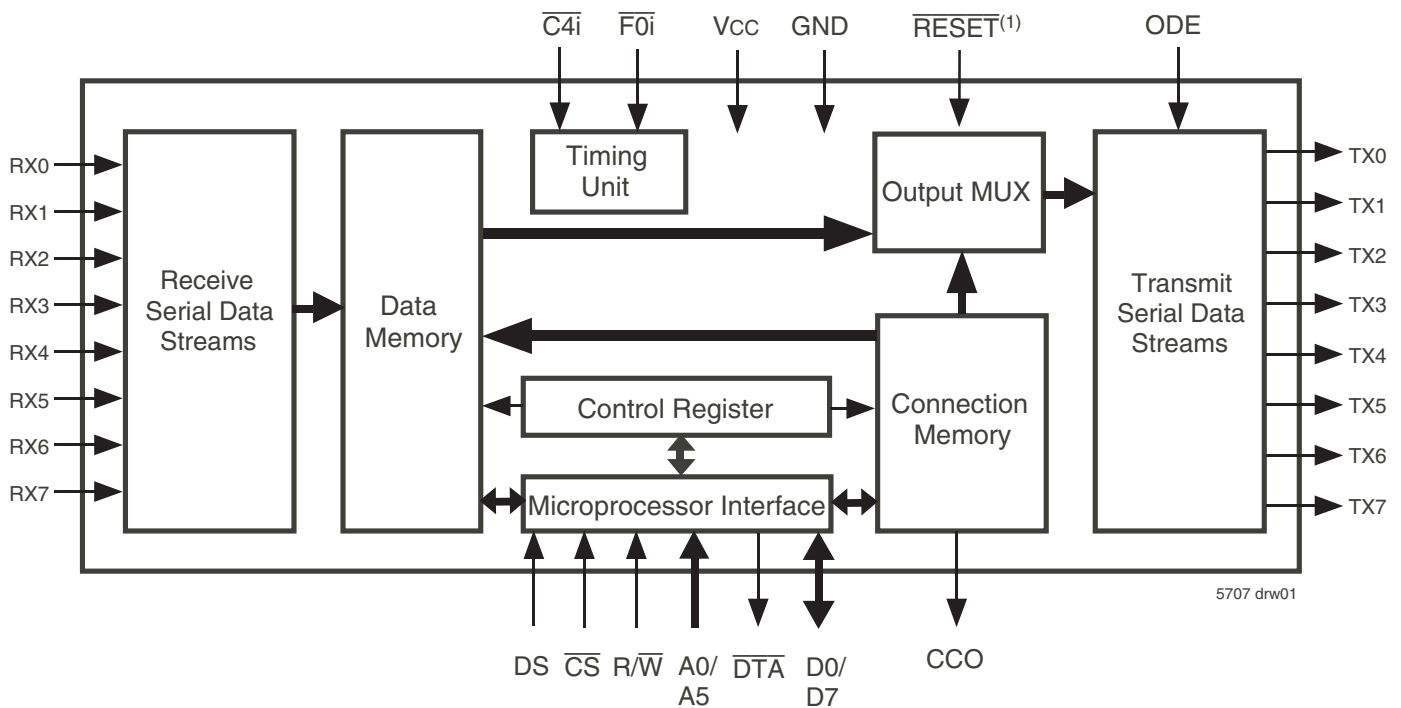 C4i F0i VCC GND RESET(1) ODE
RX0
RX1
RX2
RX3
RX4
RX5
RX6
RX7
Receive
Serial Data
Streams
Data
Memory
Timing
Unit
Output MUX
Control Register
Microprocessor Interface
Connection
Memory
Transmit
Serial Data
Streams
TX0
TX1
TX2
TX3
TX4
TX5
TX6
TX7
5707 drw01
DS CS R/W A0/
A5 DTA D0/
D7 CCO